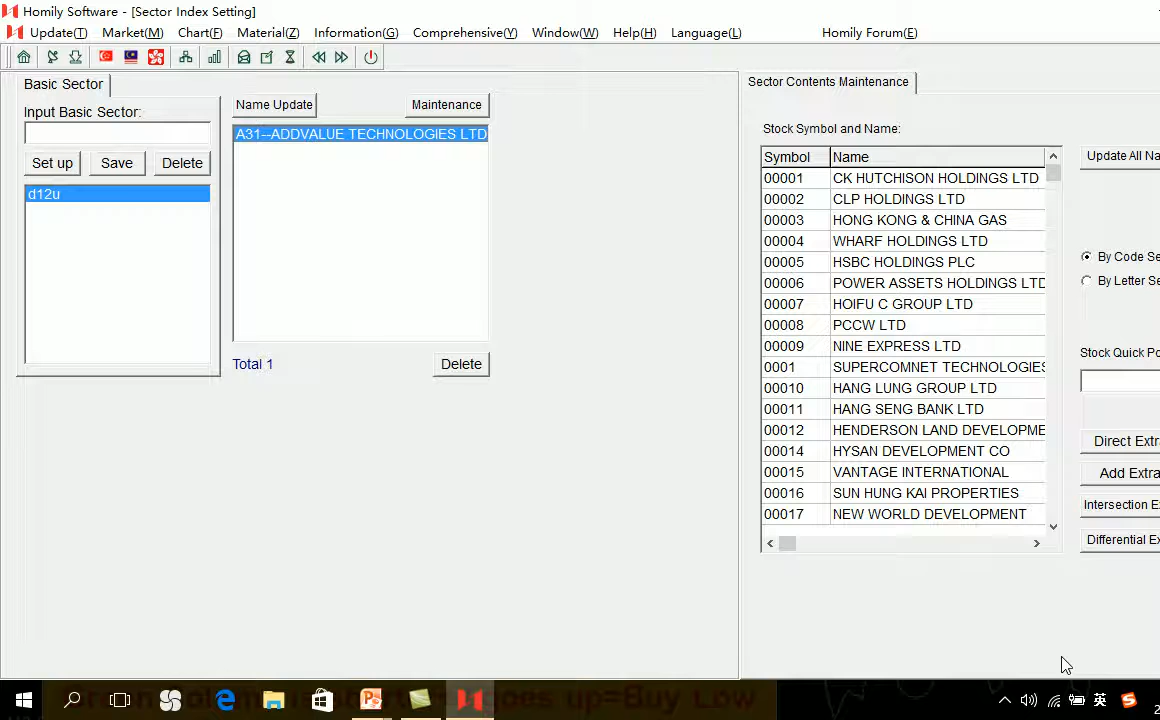 Homily Software - [Sector Index Setting]
Update(T) Market(M) Chart(F) Material(Z) Information(G) Comprehensive(Y) Window(W) Help(H) Language(L) Homily Forum(E)
Basic Sector
Input Basic Sector:
Set up Save Delete
d12u
Name Update Maintenance
A31--ADDVALUE TECHNOLOGIES LTD
Total 1 Delete
Sector Contents Maintenance
Stock Symbol and Name:
Symbol Name
00001 CK HUTCHISON HOLDINGS LTD
00002 CLP HOLDINGS LTD
00003 HONG KONG & CHINA GAS
00004 WHARF HOLDINGS LTD
00005 HSBC HOLDINGS PLC
00006 POWER ASSETS HOLDINGS LTD
00007 HOIFU C GROUP LTD
00008 PCCW LTD
00009 NINE EXPRESS LTD
0001 SUPERCOMNET TECHNOLOGIES
00010 HANG LUNG GROUP LTD
00011 HANG SENG BANK LTD
00012 HENDERSON LAND DEVELOPME
00014 HYSAN DEVELOPMENT CO
00015 VANTAGE INTERNATIONAL
00016 SUN HUNG KAI PROPERTIES
00017 NEW WORLD DEVELOPMENT
Update All Na
By Code Se
By Letter Se
Stock Quick Po
Direct Extra
Add Extra
Intersection Ex
Differential Ex
goes up=Buy Low
英
2